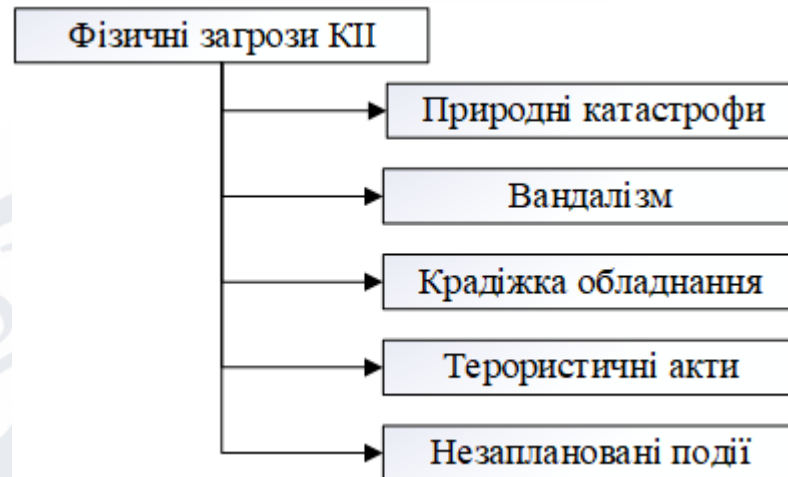 Фізичні загрози КІІ
Природні катастрофи
Вандалізм
Крадіжка обладнання
Терористичні акти
Незаплановані події